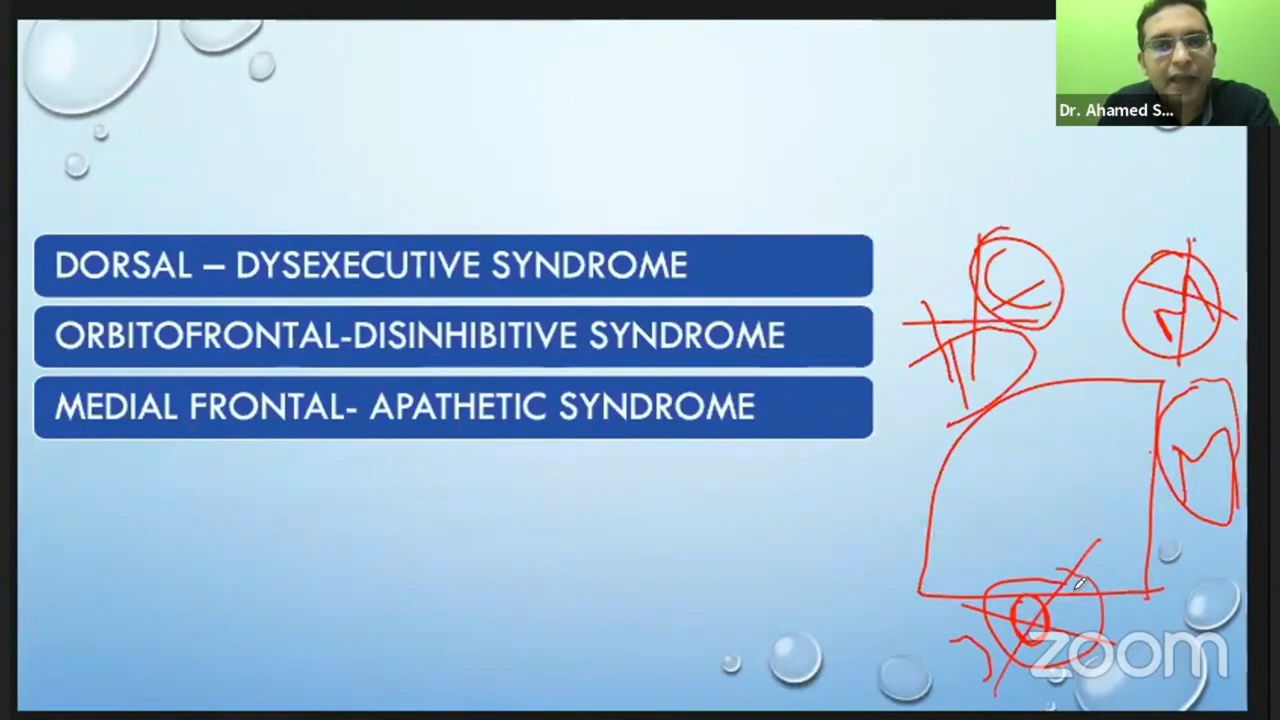 Dr. Ahamed S...
DORSAL – DYSEXECUTIVE SYNDROME
ORBITOFRONTAL-DISINHIBITIVE SYNDROME
MEDIAL FRONTAL- APATHETIC SYNDROME
M
zoom